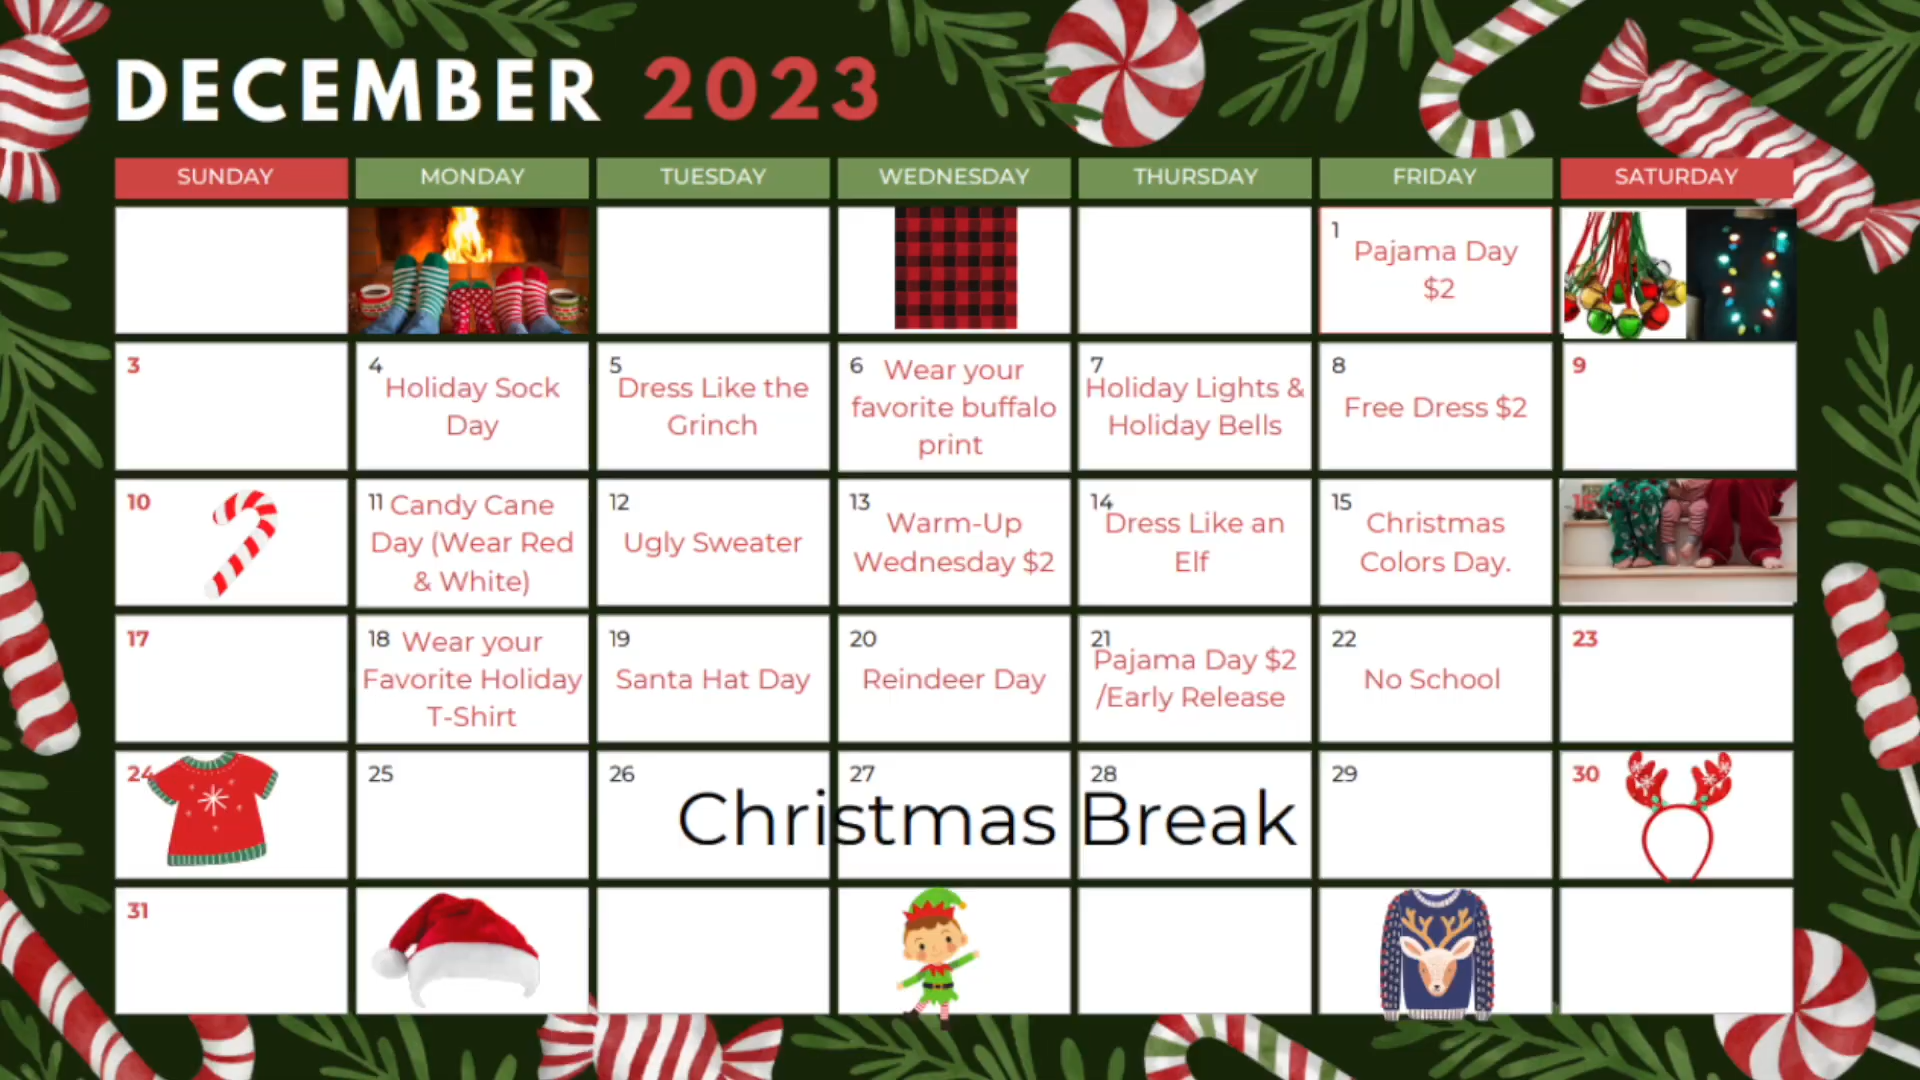 DECEMBER 2023
SUNDAY MONDAY TUESDAY WEDNESDAY THURSDAY FRIDAY SATURDAY
1
Pajama Day
$2
3
4
Holiday Sock
Day
5
Dress Like the
Grinch
6
Wear your
favorite buffalo
print
7
Holiday Lights &
Holiday Bells
8
Free Dress $2
9
10
11
Candy Cane
Day (Wear Red
& White)
12
Ugly Sweater
13
Warm-Up
Wednesday $2
14
Dress Like an
Elf
15
Christmas
Colors Day.
17
18
Wear your
Favorite Holiday
T-Shirt
19
Santa Hat Day
20
Reindeer Day
21
Pajama Day $2
/Early Release
22
No School
23
24
25
26
27
28
29
30
Christmas Break
31